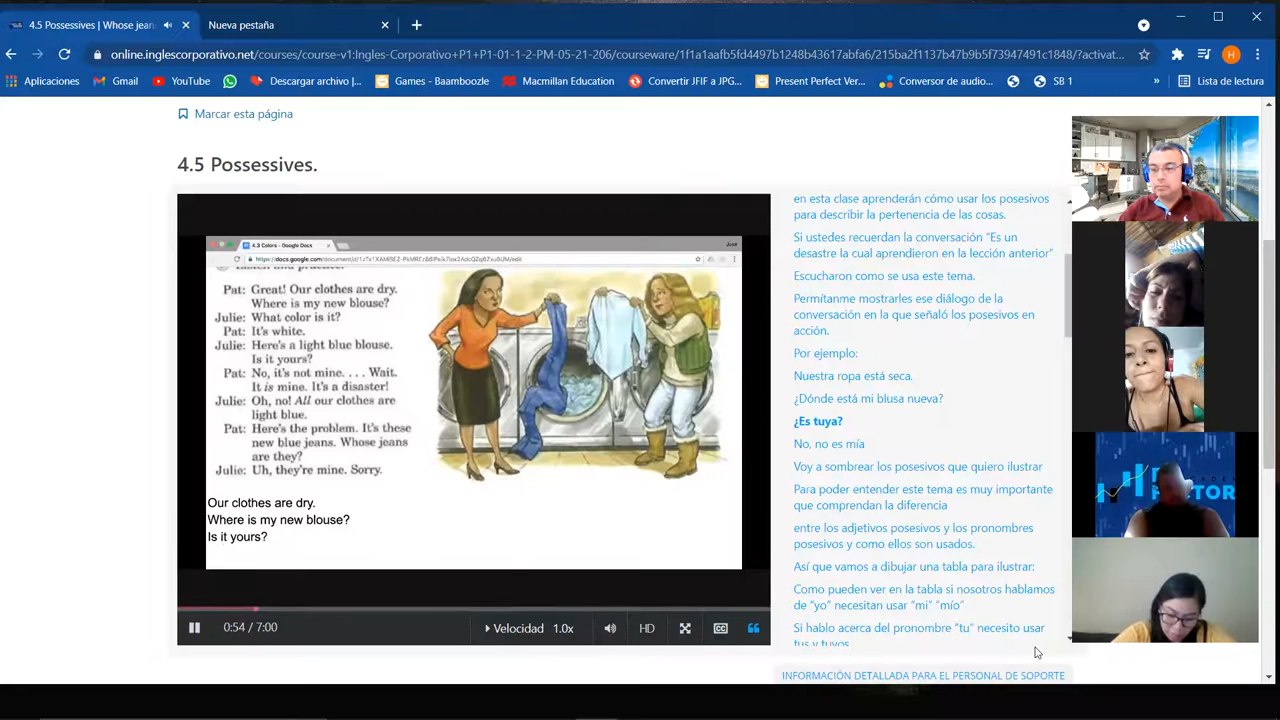 4.5 Possessives | Whose jean
Nueva pestaña
online.inglescorporativo.net/courses/course-v1:Ingles-Corporativo+P1+P1-01-1-2-PM-05-21-206/courseware/1f1a1aafb5fd4497b1248b43617abfa6/215ba2f1137b47b9b5f73947491c1848/?activat...
Aplicaciones
Gmail
YouTube
Descargar archivo |...
Games - Baamboozle
Macmillan Education
Convertir JFIF a JPG...
Present Perfect Ver...
Conversor de audio...
SB 1
»
Lista de lectura
Marcar esta página
4.5 Possessives.
4.3 Colors - Google Docs
José
Pat: Great! Our clothes are dry.
Where is my new blouse?
Julie: What color is it?
Pat: It's white.
Julie: Here's a light blue blouse.
Is it yours?
Pat: No, it's not mine. . . . Wait.
It is mine. It's a disaster!
Julie: Oh, no! All our clothes are
light blue.
Pat: Here's the problem. It's these
new blue jeans. Whose jeans
are they?
Julie: Uh, they're mine. Sorry.
Our clothes are dry.
Where is my new blouse?
Is it yours?
0:54 / 7:00
Velocidad 1.0x
HD
CC
en esta clase aprenderán cómo usar los posesivos
para describir la pertenencia de las cosas.
Si ustedes recuerdan la conversación “Es un
desastre la cual aprendieron en la lección anterior”
Escucharon como se usa este tema.
Permítanme mostrarles ese diálogo de la
conversación en la que señaló los posesivos en
acción.
Por ejemplo:
Nuestra ropa está seca.
¿Dónde está mi blusa nueva?
¿Es tuya?
No, no es mía
Voy a sombrear los posesivos que quiero ilustrar
Para poder entender este tema es muy importante
que comprendan la diferencia
entre los adjetivos posesivos y los pronombres
posesivos y como ellos son usados.
Así que vamos a dibujar una tabla para ilustrar:
Como pueden ver en la tabla si nosotros hablamos
de “yo” necesitan usar “mi” “mío”
Si hablo acerca del pronombre “tu” necesito usar
tus y tuyos
INFORMACIÓN DETALLADA PARA EL PERSONAL DE SOPORTE